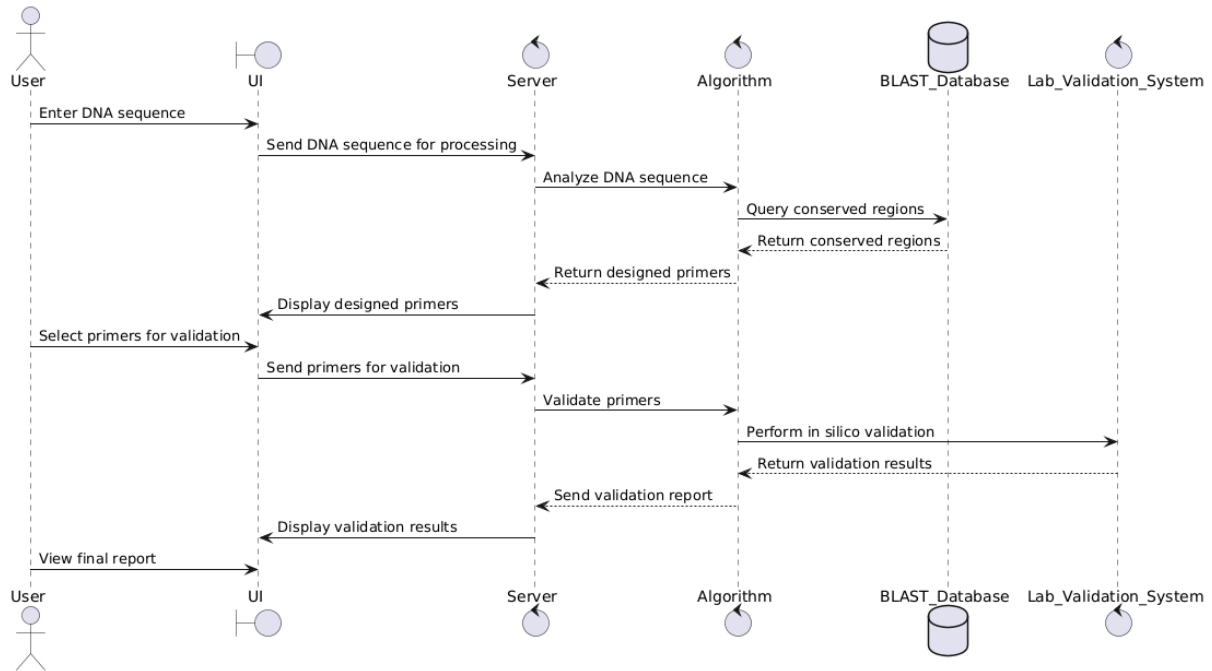 User
UI
Server
Algorithm
BLAST_Database
Lab_Validation_System
Enter DNA sequence
Send DNA sequence for processing
Analyze DNA sequence
Query conserved regions
Return conserved regions
Return designed primers
Display designed primers
Select primers for validation
Send primers for validation
Validate primers
Perform in silico validation
Return validation results
Send validation report
Display validation results
View final report
User
UI
Server
Algorithm
BLAST_Database
Lab_Validation_System